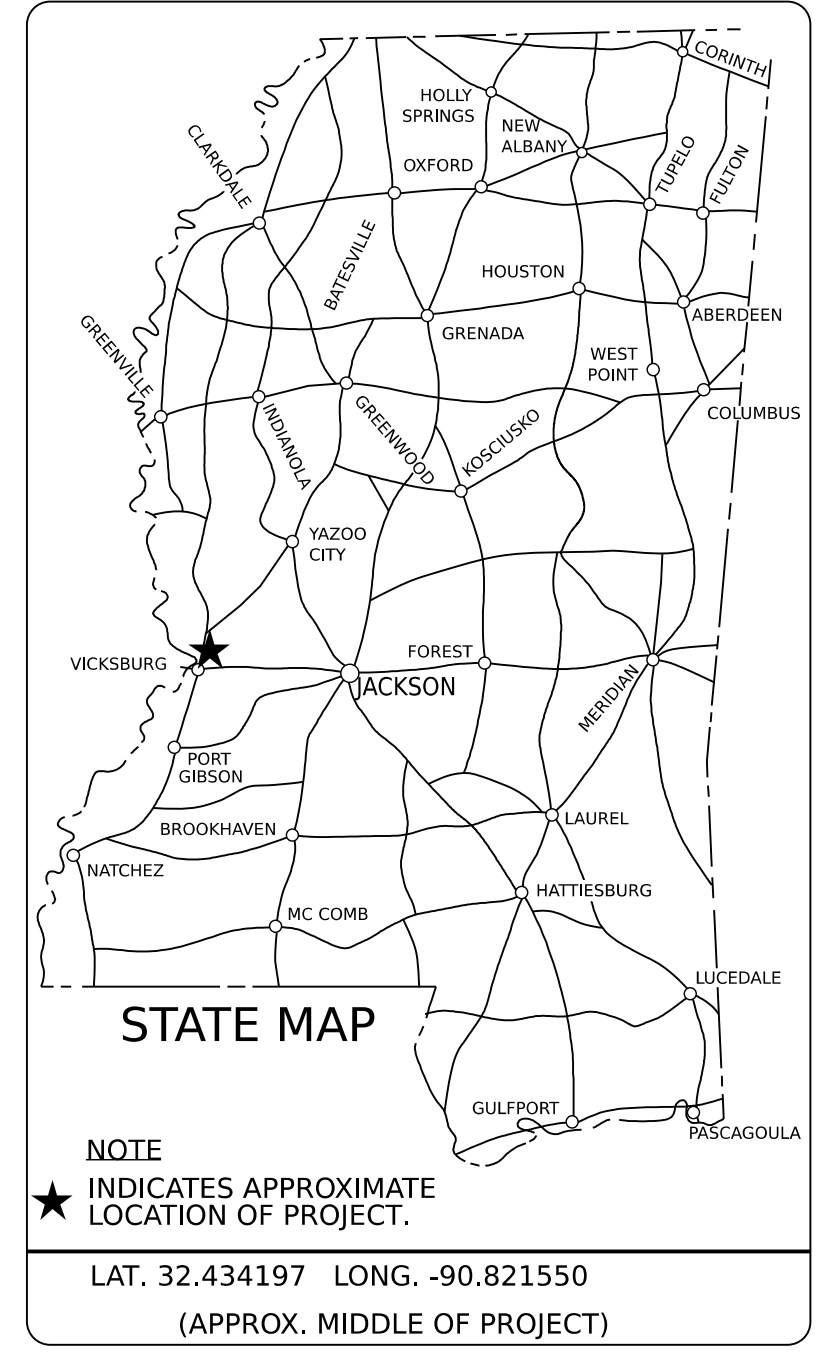 CORINTH
HOLLY
SPRINGS
NEW
ALBANY
CLARKDALE
OXFORD
TUPELO
FULTON
BATESVILLE
HOUSTON
ABERDEEN
GREENVILLE
GRENADA
WEST
POINT
COLUMBUS
INDIANOLA
GREENWOOD
KOSCIUSKO
YAZOO
CITY
VICKSBURG
FOREST
JACKSON
MERIDIAN
PORT
GIBSON
BROOKHAVEN
LAUREL
NATCHEZ
HATTIESBURG
MC COMB
LUCEDALE
STATE MAP
GULFPORT
PASCAGOULA
NOTE
INDICATES APPROXIMATE
LOCATION OF PROJECT.
LAT. 32.434197 LONG. -90.821550
(APPROX. MIDDLE OF PROJECT)